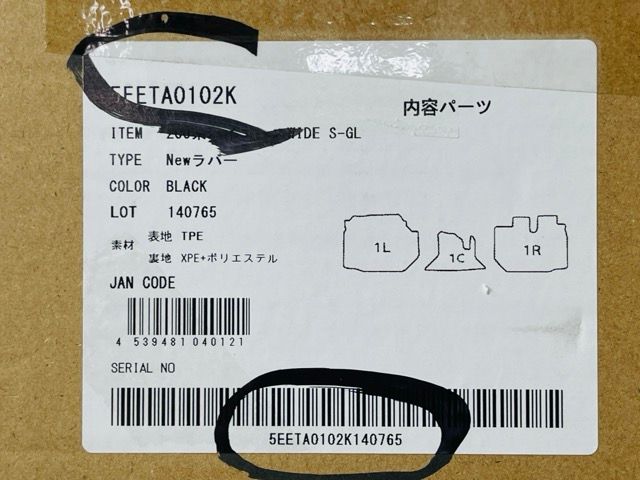 5EETA0102K
内容パーツ
ITEM WIDE S-GL
TYPE Newラバー
COLOR BLACK
LOT 140765
素材 表地 TPE
裏地 XPE+ポリエステル
1L 1C 1R
JAN CODE
4 539481 040121
SERIAL NO
5EETA0102K140765